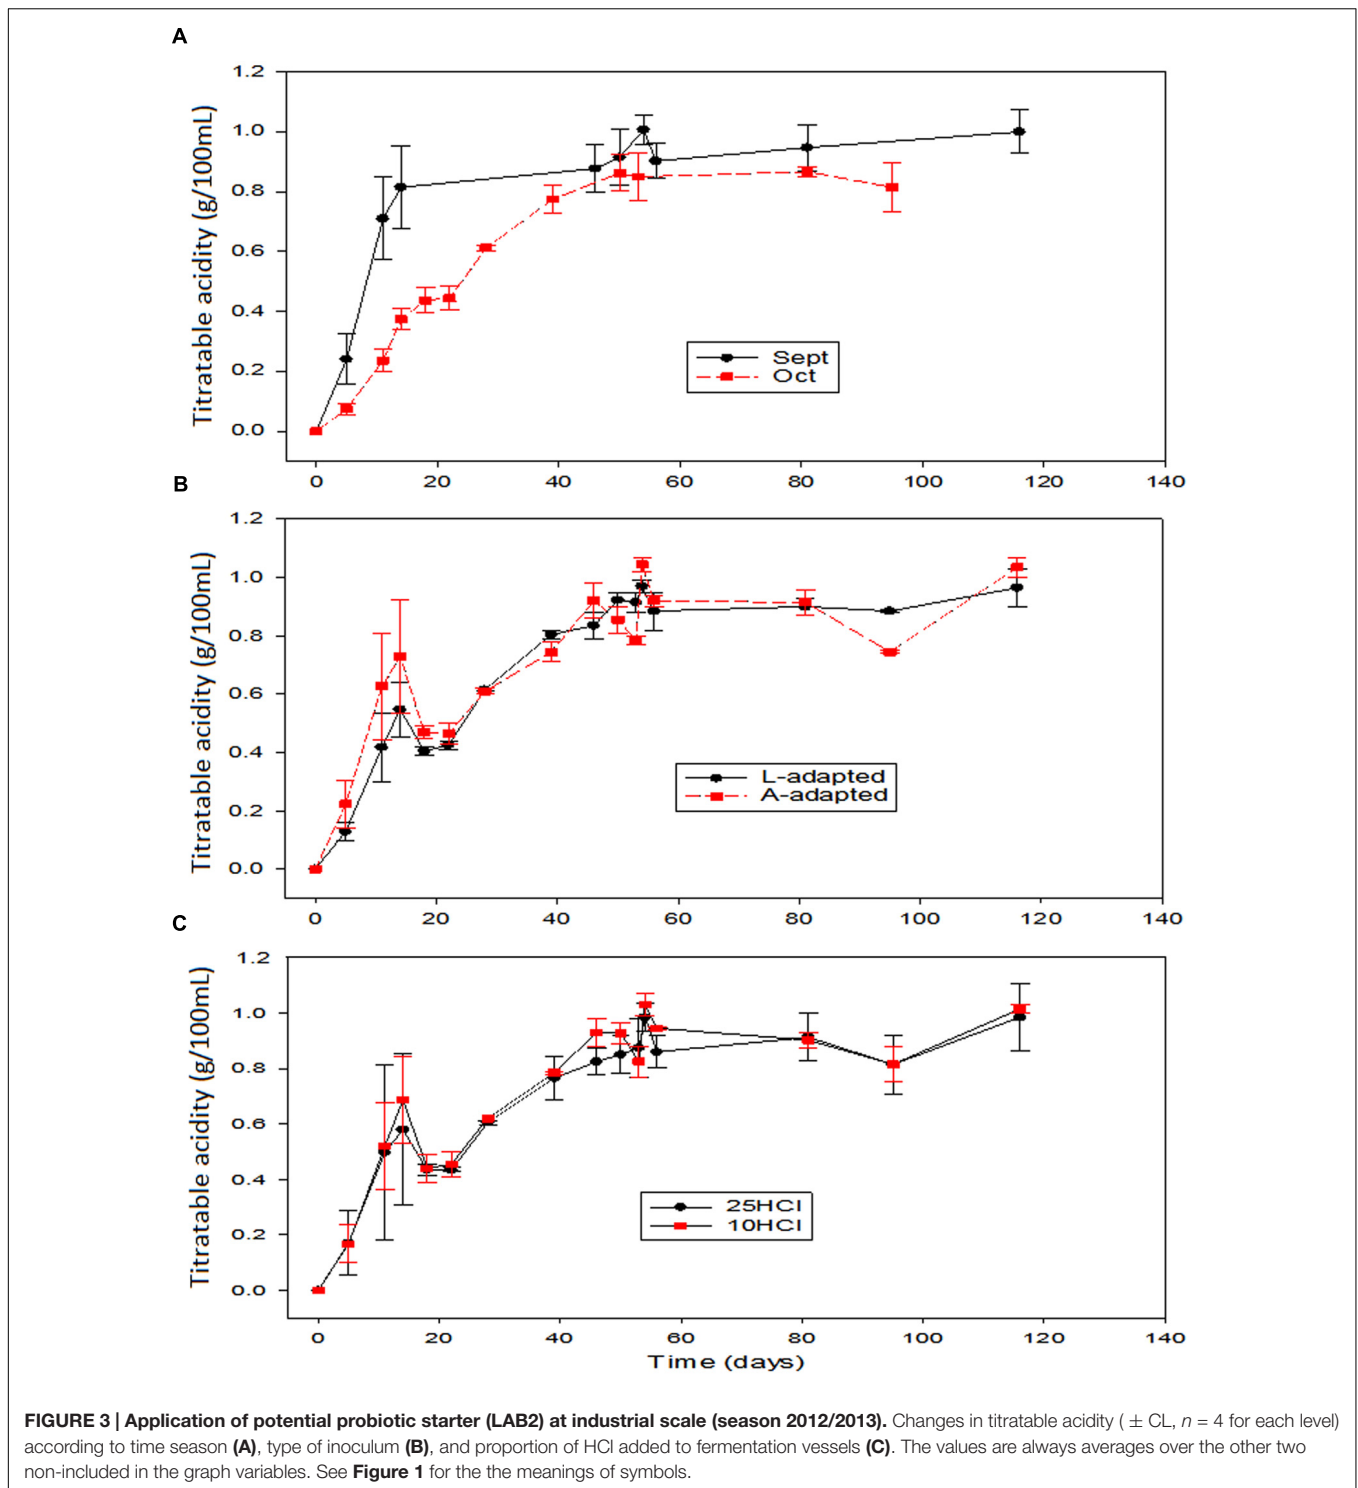 A
1.2
1.0
0.8
0.6
0.4
0.2
0.0
Titratable acidity (g/100mL)
Sept
Oct
0 20 40 60 80 100 120 140
B
1.2
1.0
0.8
0.6
0.4
0.2
0.0
Titratable acidity (g/100mL)
L-adapted
A-adapted
0 20 40 60 80 100 120 140
C
1.2
1.0
0.8
0.6
0.4
0.2
0.0
Titratable acidity (g/100mL)
25HCl
10HCl
0 20 40 60 80 100 120 140
Time (days)
FIGURE 3 | Application of potential probiotic starter (LAB2) at industrial scale (season 2012/2013). Changes in titratable acidity ( ± CL, n = 4 for each level)
according to time season (A), type of inoculum (B), and proportion of HCl added to fermentation vessels (C). The values are always averages over the other two
non-included in the graph variables. See Figure 1 for the the meanings of symbols.